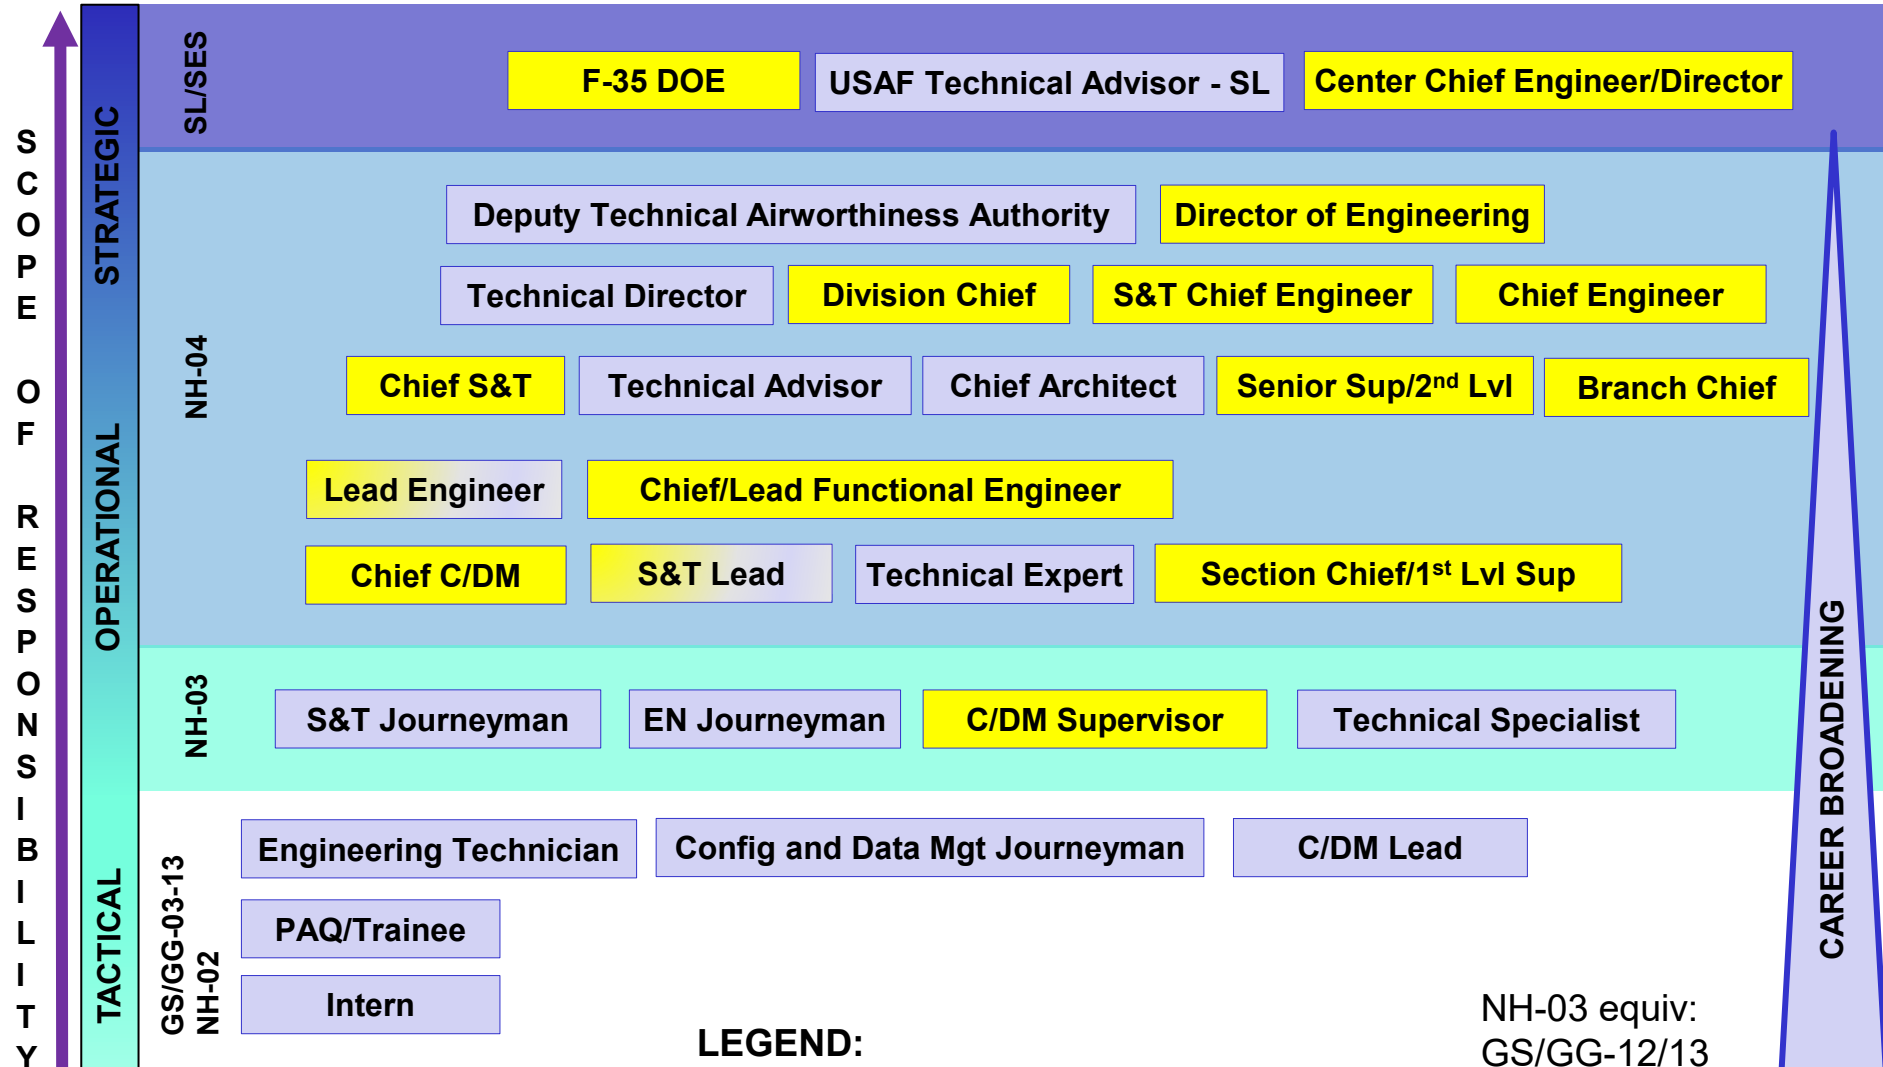 SCOPE OF RESPONSIBILITY
STRATEGIC
OPERATIONAL
TACTICAL
SL/SES
F-35 DOE
USAF Technical Advisor - SL
Center Chief Engineer/Director
NH-04
Deputy Technical Airworthiness Authority
Director of Engineering
Technical Director
Division Chief
S&T Chief Engineer
Chief Engineer
Chief S&T
Technical Advisor
Chief Architect
Senior Sup/2nd Lvl
Branch Chief
Lead Engineer
Chief/Lead Functional Engineer
Chief C/DM
S&T Lead
Technical Expert
Section Chief/1st Lvl Sup
NH-03
S&T Journeyman
EN Journeyman
C/DM Supervisor
Technical Specialist
GS/GG-03-13
NH-02
Engineering Technician
Config and Data Mgt Journeyman
C/DM Lead
PAQ/Trainee
Intern
CAREER BROADENING
LEGEND:
NH-03 equiv:
GS/GG-12/13